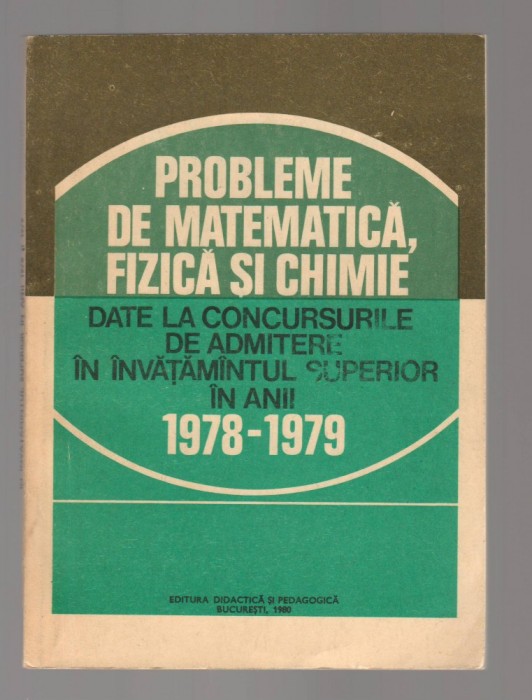 PROBLEME
DE MATEMATICĂ,
FIZICĂ ȘI CHIMIE
DATE LA CONCURSURILE
DE ADMITERE
ÎN ÎNVĂȚĂMÎNTUL SUPERIOR
ÎN ANII
1978-1979
EDITURA DIDACTICĂ ȘI PEDAGOGICĂ
BUCUREȘTI, 1980